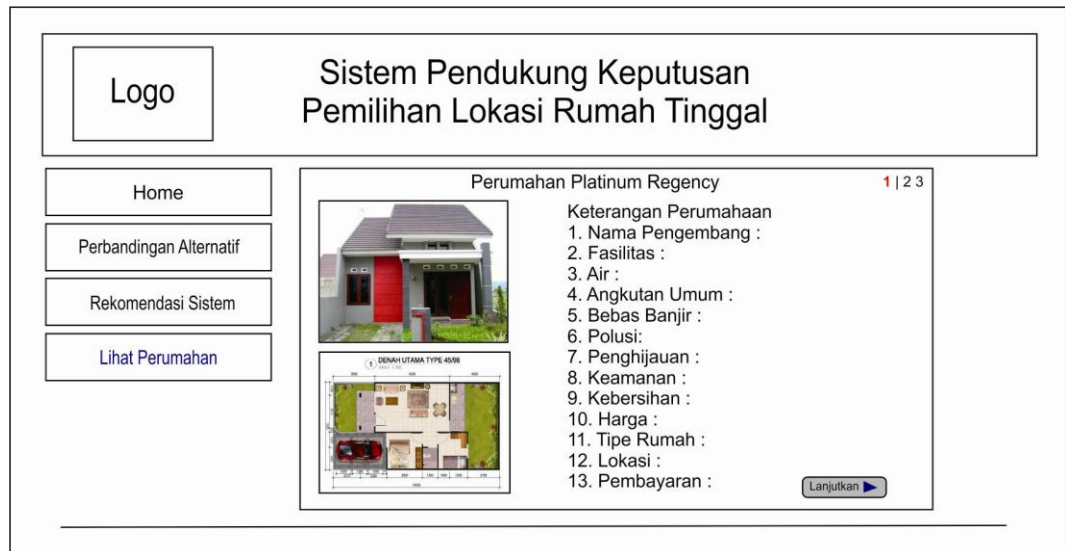 Logo
Sistem Pendukung Keputusan
Pemilihan Lokasi Rumah Tinggal
Home
Perbandingan Alternatif
Rekomendasi Sistem
Lihat Perumahan
Perumahan Platinum Regency
1 | 2 3
Keterangan Perumahaan
1. Nama Pengembang :
2. Fasilitas :
3. Air :
4. Angkutan Umum :
5. Bebas Banjir :
6. Polusi:
7. Penghijauan :
8. Keamanan :
9. Kebersihan :
10. Harga :
11. Tipe Rumah :
12. Lokasi :
13. Pembayaran :
1 DENAH UTAMA TYPE 45/98
Lanjutkan